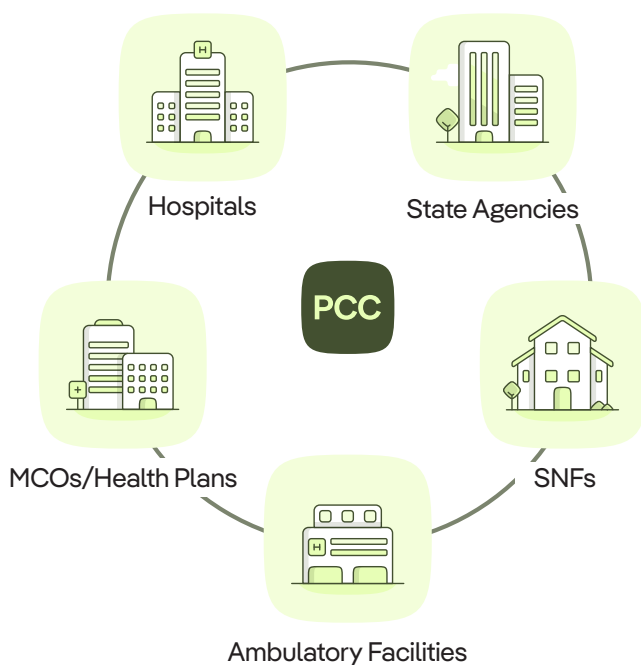 H
Hospitals
State Agencies
PCC
MCOs/Health Plans
SNFs
H
Ambulatory Facilities